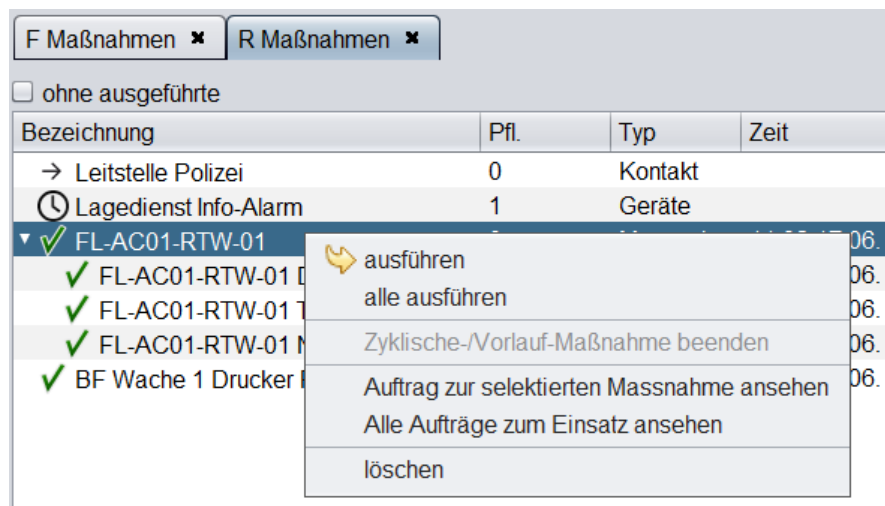 F Maßnahmen ✖ R Maßnahmen ✖
ohne ausgeführte
Bezeichnung Pfl. Typ Zeit
→ Leitstelle Polizei 0 Kontakt
Lagedienst Info-Alarm 1 Geräte
FL-AC01-RTW-01 06.
FL-AC01-RTW-01 06.
FL-AC01-RTW-01 06.
FL-AC01-RTW-01 06.
BF Wache 1 Drucker 06.
ausführen
alle ausführen
Zyklische-/Vorlauf-Maßnahme beenden
Auftrag zur selektierten Massnahme ansehen
Alle Aufträge zum Einsatz ansehen
löschen